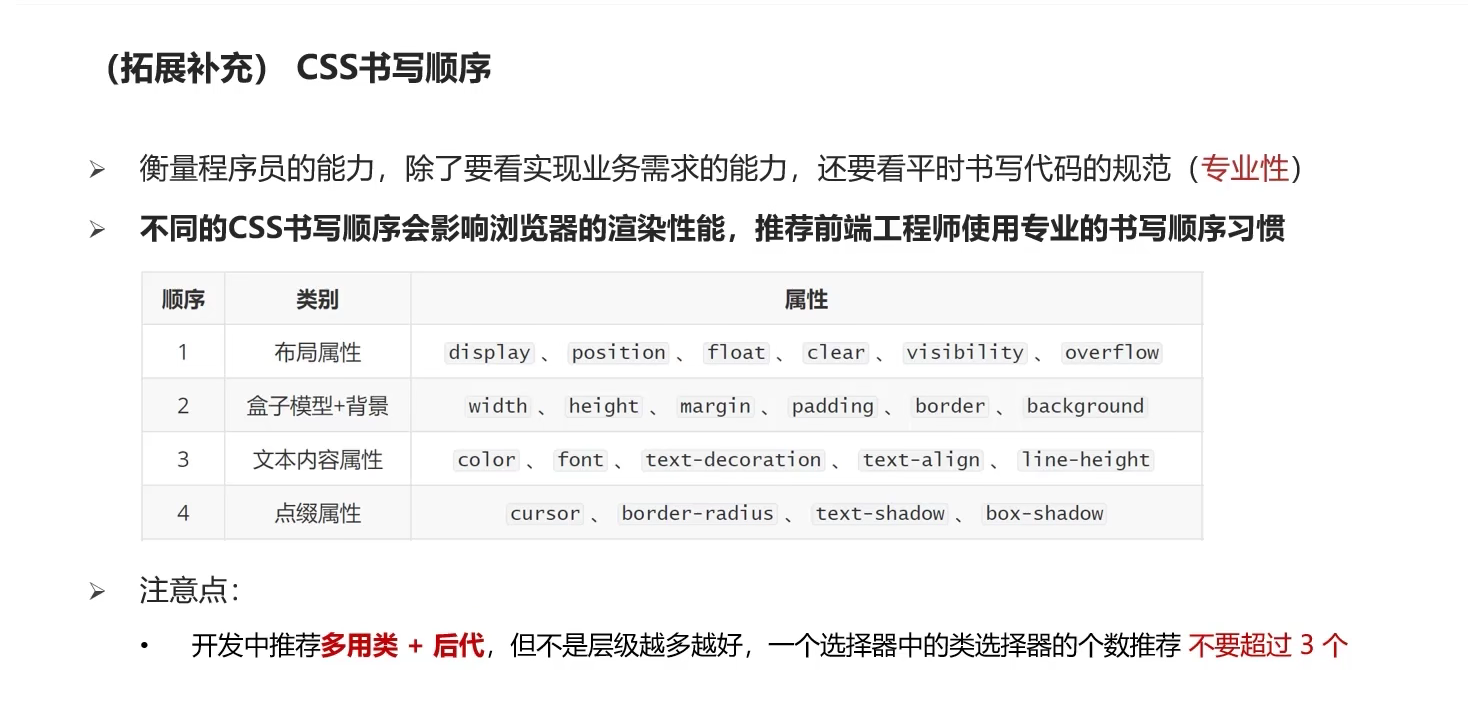 （拓展补充） CSS书写顺序
衡量程序员的能力，除了要看实现业务需求的能力，还要看平时书写代码的规范（专业性）
不同的CSS书写顺序会影响浏览器的渲染性能，推荐前端工程师使用专业的书写顺序习惯
顺序 类别 属性
1 布局属性 display 、 position 、 float 、 clear 、 visibility 、 overflow
2 盒子模型+背景 width 、 height 、 margin 、 padding 、 border 、 background
3 文本内容属性 color 、 font 、 text-decoration 、 text-align 、 line-height
4 点缀属性 cursor 、 border-radius 、 text-shadow 、 box-shadow
注意点：
• 开发中推荐多用类 + 后代，但不是层级越多越好，一个选择器中的类选择器的个数推荐 不要超过 3 个